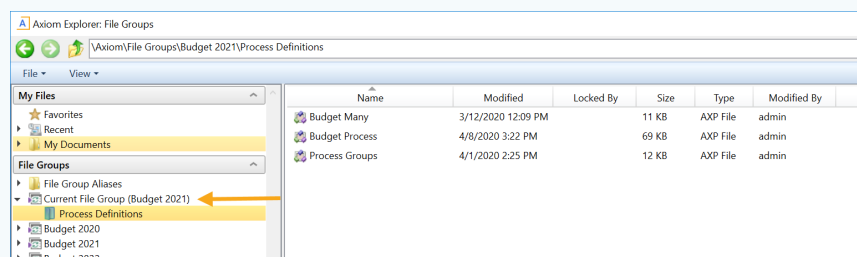 Axiom Explorer: File Groups
\Axiom\File Groups\Budget 2021\Process Definitions
File View
My Files
Favorites
Recent
My Documents
File Groups
File Group Aliases
Current File Group (Budget 2021)
Process Definitions
Budget 2020
Budget 2021
Name Modified Locked By Size Type Modified By
Budget Many 3/12/2020 12:09 PM 11 KB AXP File admin
Budget Process 4/8/2020 3:22 PM 69 KB AXP File admin
Process Groups 4/1/2020 2:25 PM 12 KB AXP File admin